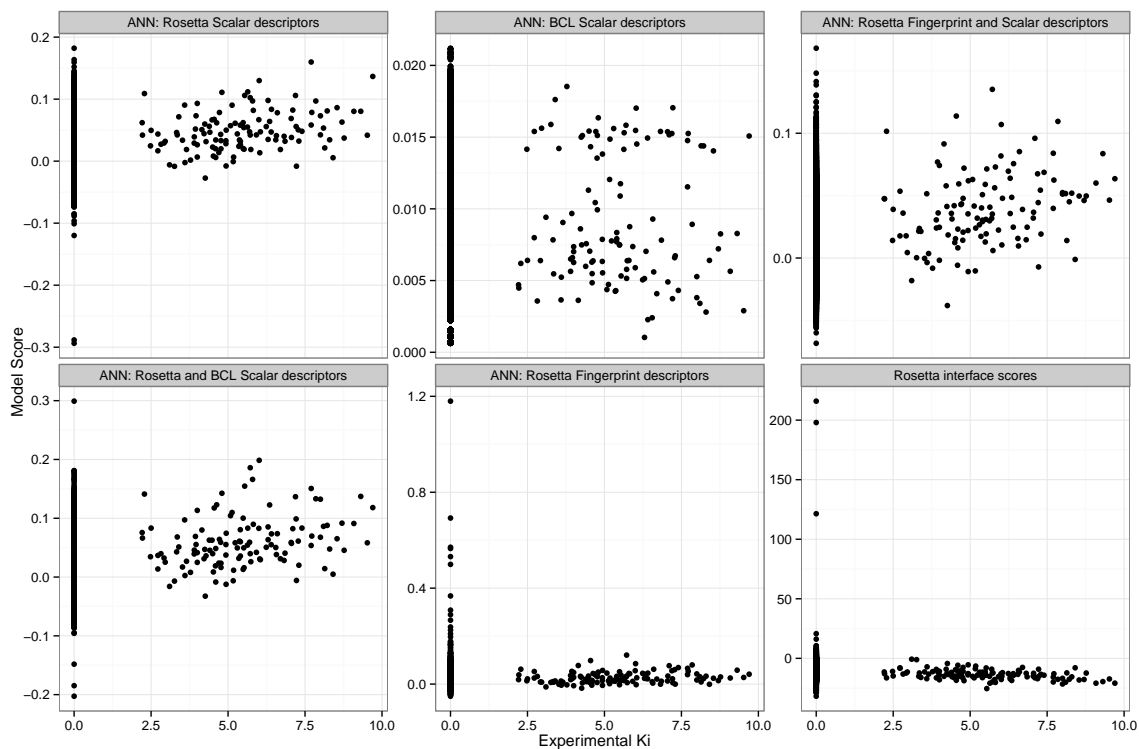 ANN: Rosetta Scalar descriptors
ANN: BCL Scalar descriptors
ANN: Rosetta Fingerprint and Scalar descriptors
0.2
0.1
0.0
−0.1
−0.2
−0.3
0.020
0.015
0.010
0.005
0.000
0.1
0.0
Model Score
ANN: Rosetta and BCL Scalar descriptors
ANN: Rosetta Fingerprint descriptors
Rosetta interface scores
0.3
0.2
0.1
0.0
−0.1
−0.2
1.2
0.8
0.4
0.0
200
150
100
50
0
0.0 2.5 5.0 7.5 10.0
0.0 2.5 5.0 7.5 10.0
0.0 2.5 5.0 7.5 10.0
Experimental Ki